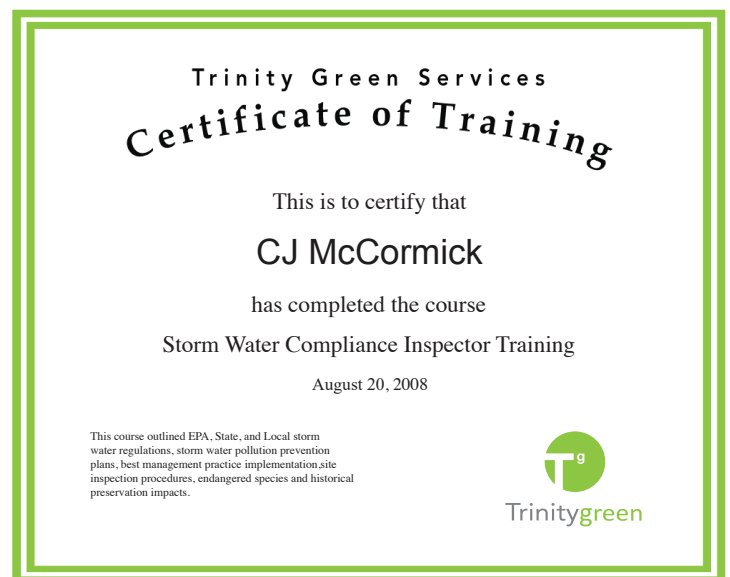 Trinity Green Services
Certificate of Training
This is to certify that
CJ McCormick
has completed the course
Storm Water Compliance Inspector Training
August 20, 2008
This course outlined EPA, State, and Local storm
water regulations, storm water pollution prevention
plans, best management practice implementation,site
inspection procedures, endangered species and historical
preservation impacts.
Tg
Trinitygreen